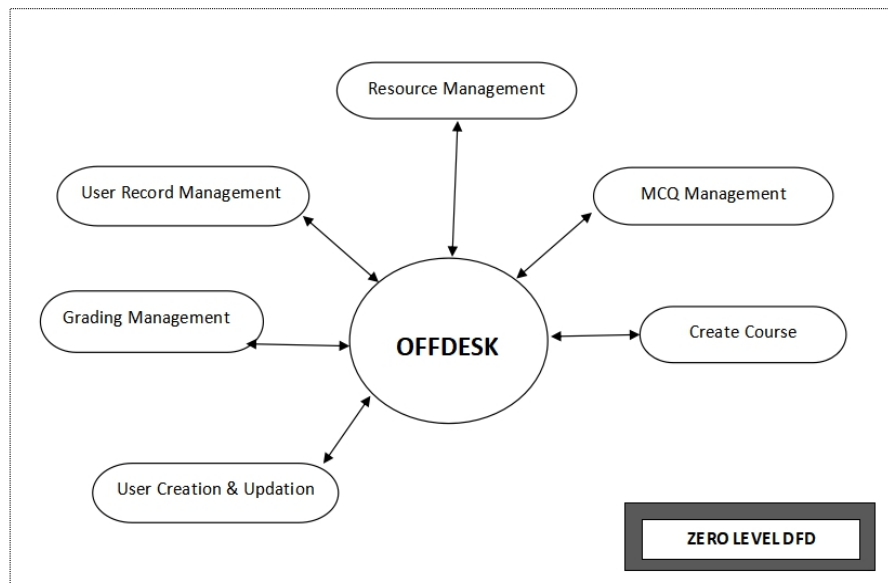 Resource Management
User Record Management
MCQ Management
Grading Management
Create Course
OFFDESK
User Creation & Updation
ZERO LEVEL DFD